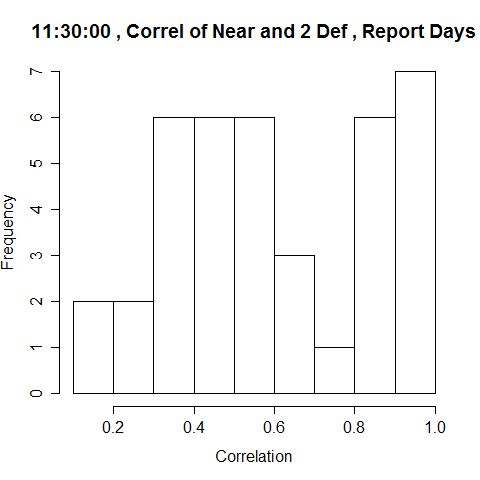 11:30:00 , Correl of Near and 2 Def , Report Days
Frequency
7
6
5
4
3
2
1
0
0.2 0.4 0.6 0.8 1.0
Correlation